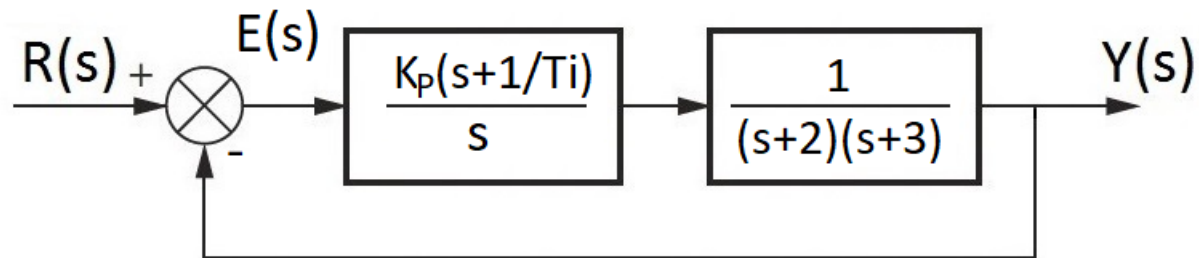 R(s)
+
-
E(s)
Kₚ(s+1/Ti)
s
1
(s+2)(s+3)
Y(s)